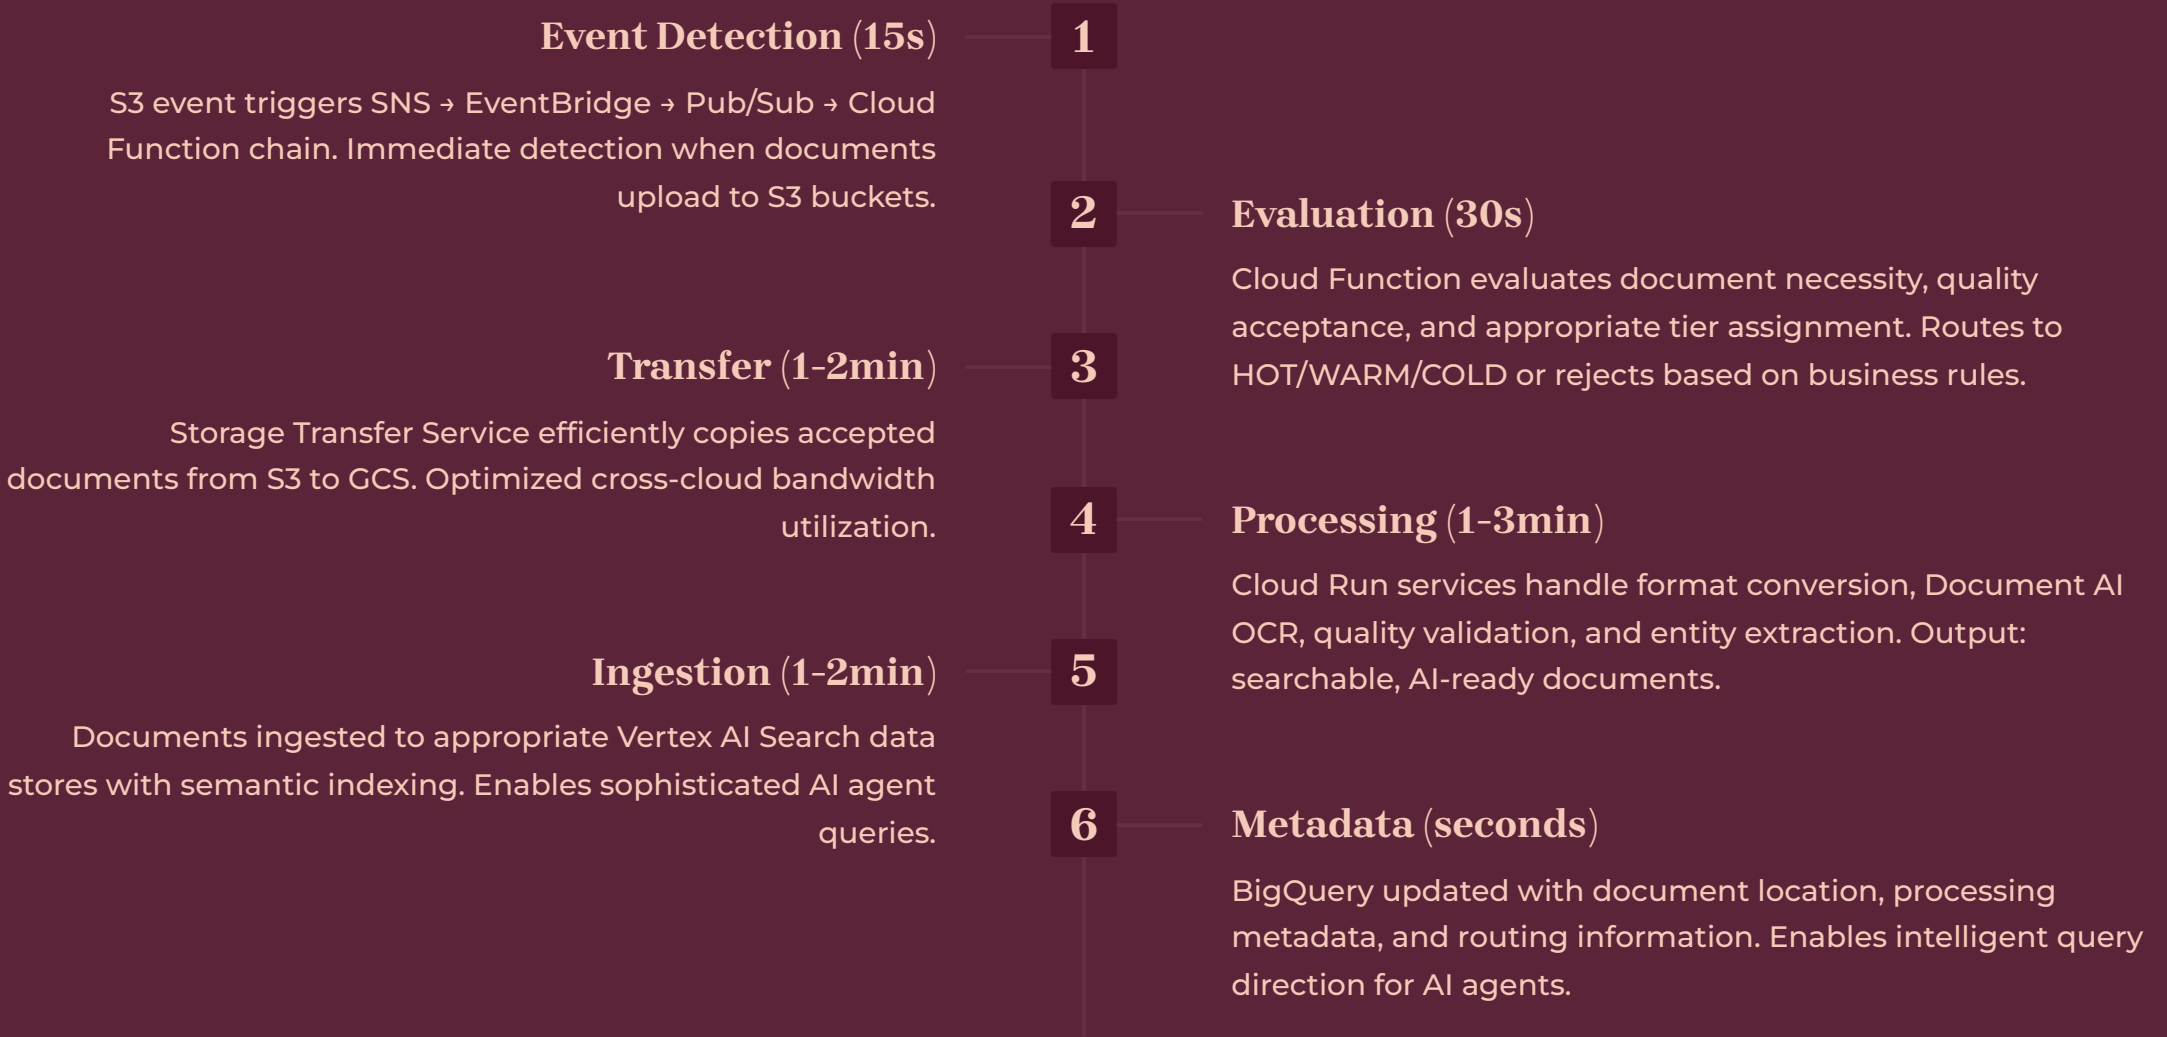 Event Detection (15s)
1
S3 event triggers SNS → EventBridge → Pub/Sub → Cloud
Function chain. Immediate detection when documents
upload to S3 buckets.
2
Evaluation (30s)
Cloud Function evaluates document necessity, quality
acceptance, and appropriate tier assignment. Routes to
HOT/WARM/COLD or rejects based on business rules.
Transfer (1-2min)
3
Storage Transfer Service efficiently copies accepted
documents from S3 to GCS. Optimized cross-cloud bandwidth
utilization.
4
Processing (1-3min)
Cloud Run services handle format conversion, Document AI
OCR, quality validation, and entity extraction. Output:
searchable, AI-ready documents.
Ingestion (1-2min)
5
Documents ingested to appropriate Vertex AI Search data
stores with semantic indexing. Enables sophisticated AI agent
queries.
6
Metadata (seconds)
BigQuery updated with document location, processing
metadata, and routing information. Enables intelligent query
direction for AI agents.